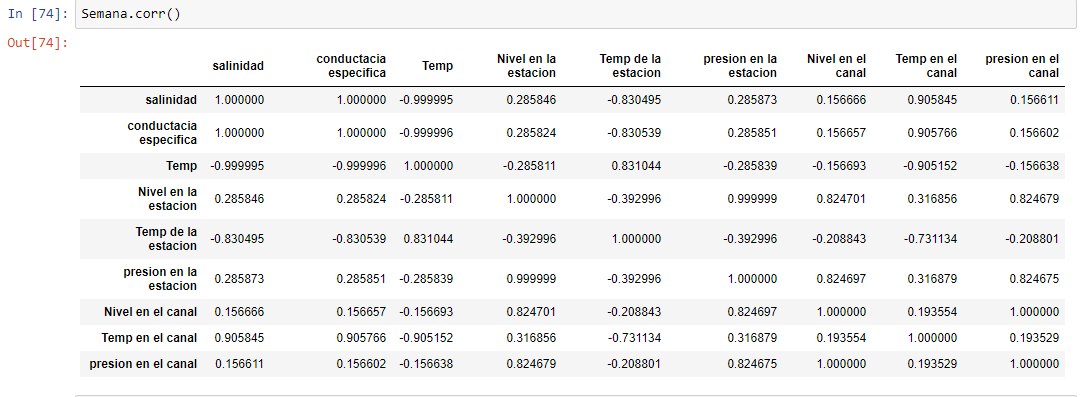 In [74]: Semana.corr()
Out[74]:
salinidad conductacia especifica Temp Nivel en la estacion Temp de la estacion presion en la estacion Nivel en el canal Temp en el canal presion en el canal
salinidad 1.000000 1.000000 -0.999995 0.285846 -0.830495 0.285873 0.156666 0.905845 0.156611
conductacia especifica 1.000000 1.000000 -0.999996 0.285824 -0.830539 0.285851 0.156657 0.905766 0.156602
Temp -0.999995 -0.999996 1.000000 -0.285811 0.831044 -0.285839 -0.156693 -0.905152 -0.156638
Nivel en la estacion 0.285846 0.285824 -0.285811 1.000000 -0.392996 0.999999 0.824701 0.316856 0.824679
Temp de la estacion -0.830495 -0.830539 0.831044 -0.392996 1.000000 -0.392996 -0.208843 -0.731134 -0.208801
presion en la estacion 0.285873 0.285851 -0.285839 0.999999 -0.392996 1.000000 0.824697 0.316879 0.824675
Nivel en el canal 0.156666 0.156657 -0.156693 0.824701 -0.208843 0.824697 1.000000 0.193554 1.000000
Temp en el canal 0.905845 0.905766 -0.905152 0.316856 -0.731134 0.316879 0.193554 1.000000 0.193529
presion en el canal 0.156611 0.156602 -0.156638 0.824679 -0.208801 0.824675 1.000000 0.193529 1.000000